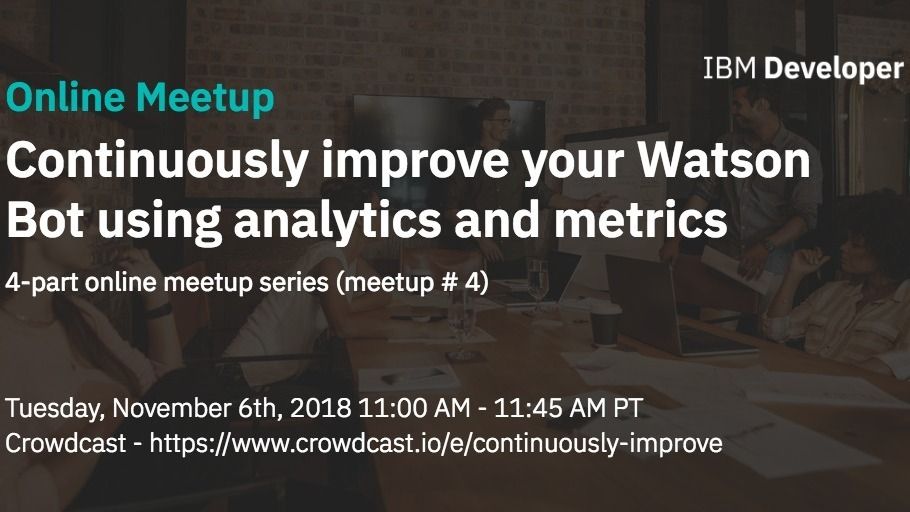 IBM Developer
Online Meetup
Continuously improve your Watson
Bot using analytics and metrics
4-part online meetup series (meetup # 4)
Tuesday, November 6th, 2018 11:00 AM - 11:45 AM PT
Crowdcast - https://www.crowdcast.io/e/continuously-improve